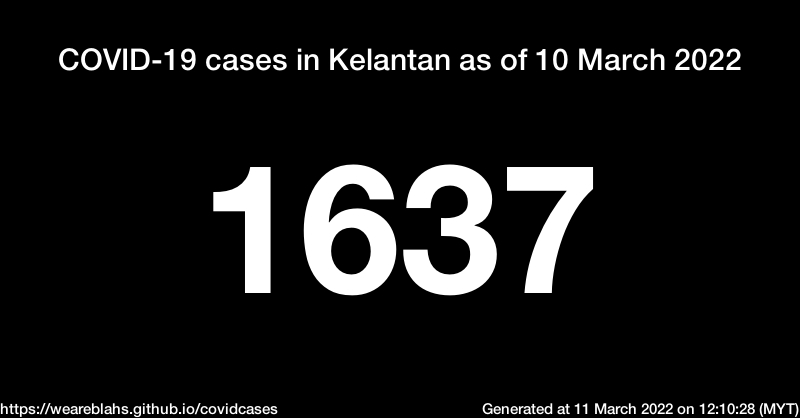 COVID-19 cases in Kelantan as of 10 March 2022
1637
https://weareblahs.github.io/covidcases
Generated at 11 March 2022 on 12:10:28 (MYT)